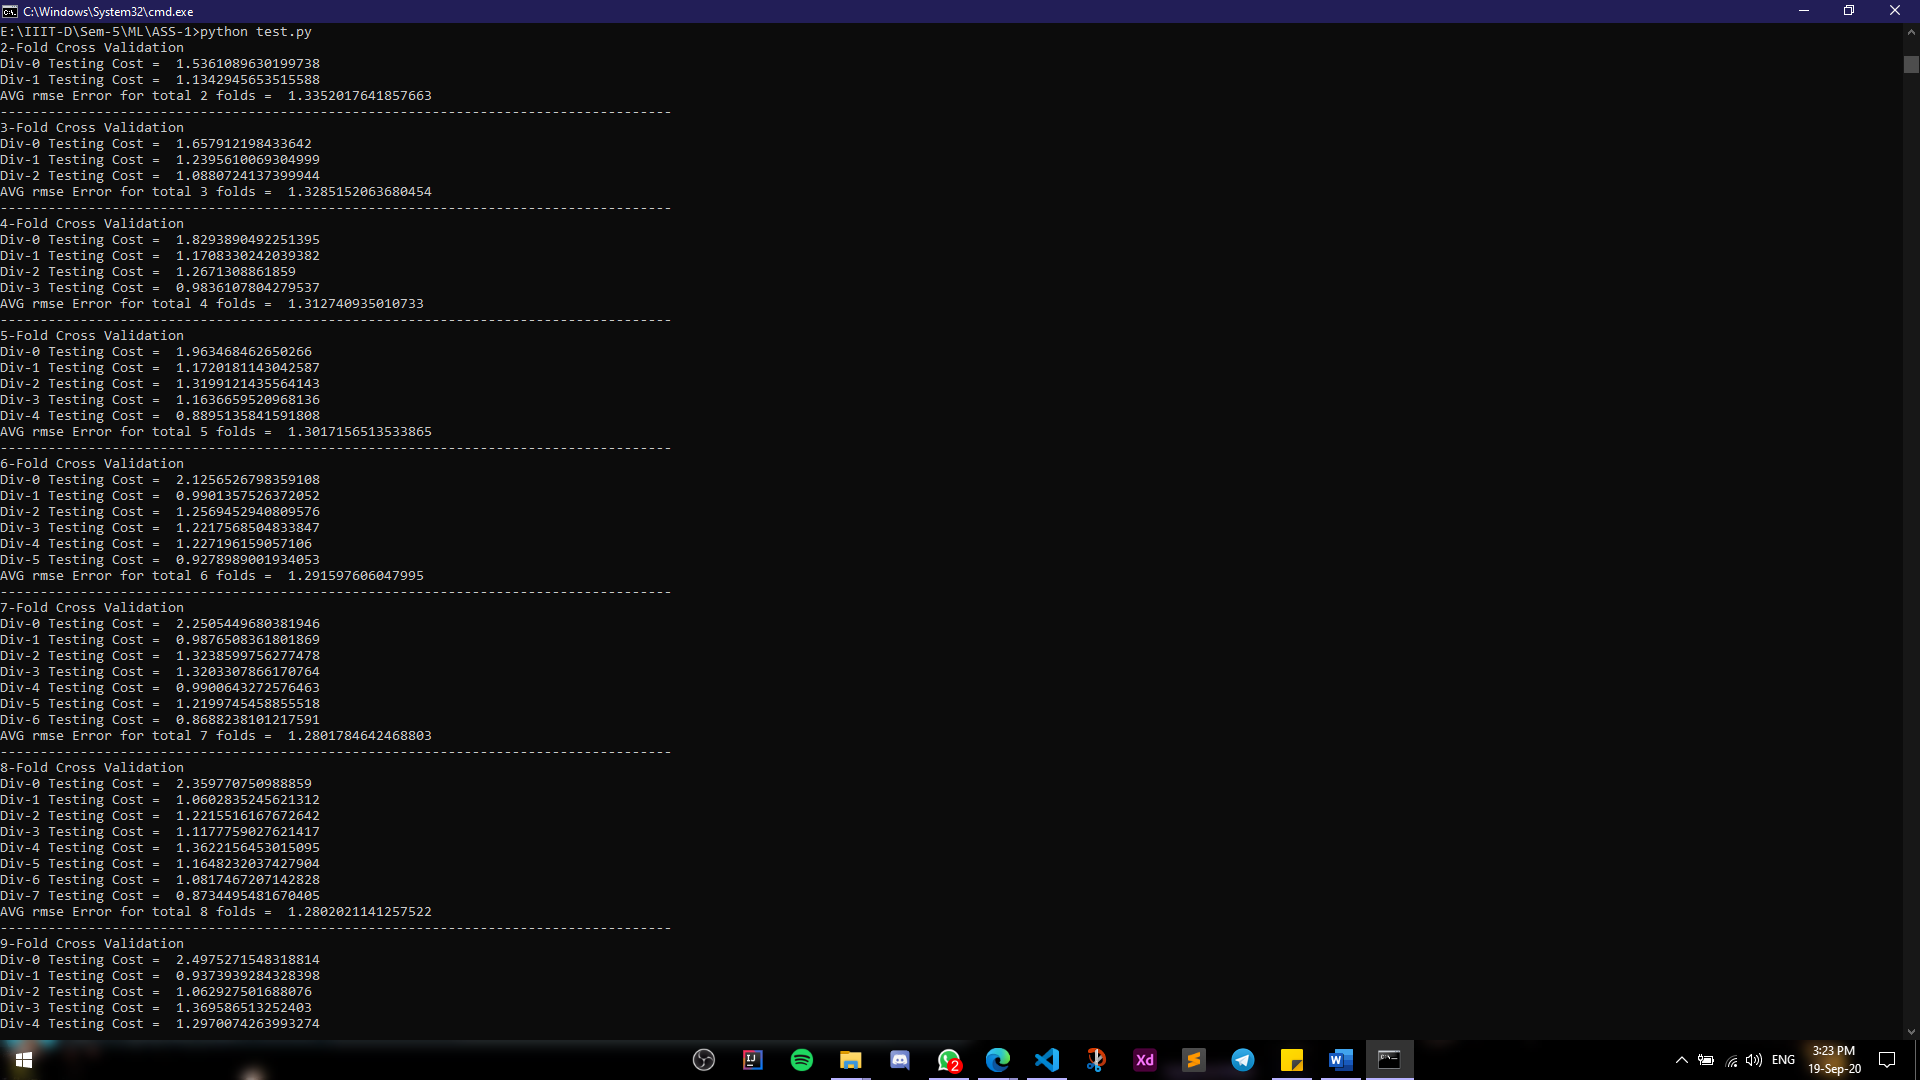 C:\Windows\System32\cmd.exe
E:\IIIT-D\Sem-5\ML\ASS-1>python test.py
2-Fold Cross Validation
Div-0 Testing Cost =  1.5361089630199738
Div-1 Testing Cost =  1.1342945653515588
AVG rmse Error for total 2 folds =  1.3352017641857663
------------------------------------------------------------------------------------
3-Fold Cross Validation
Div-0 Testing Cost =  1.657912198433642
Div-1 Testing Cost =  1.2395610069304999
Div-2 Testing Cost =  1.0880724137399944
AVG rmse Error for total 3 folds =  1.3285152063680454
------------------------------------------------------------------------------------
4-Fold Cross Validation
Div-0 Testing Cost =  1.8293890492251395
Div-1 Testing Cost =  1.1708330242039382
Div-2 Testing Cost =  1.2671308861859
Div-3 Testing Cost =  0.9836107804279537
AVG rmse Error for total 4 folds =  1.312740935010733
------------------------------------------------------------------------------------
5-Fold Cross Validation
Div-0 Testing Cost =  1.963468462650266
Div-1 Testing Cost =  1.1720181143042587
Div-2 Testing Cost =  1.3199121435564143
Div-3 Testing Cost =  1.1636659520968136
Div-4 Testing Cost =  0.8895135841591808
AVG rmse Error for total 5 folds =  1.3017156513533865
------------------------------------------------------------------------------------
6-Fold Cross Validation
Div-0 Testing Cost =  2.1256526798359108
Div-1 Testing Cost =  0.9901357526372052
Div-2 Testing Cost =  1.2569452940809576
Div-3 Testing Cost =  1.2217568504833847
Div-4 Testing Cost =  1.227196159057106
Div-5 Testing Cost =  0.9278989001934053
AVG rmse Error for total 6 folds =  1.291597606047995
------------------------------------------------------------------------------------
7-Fold Cross Validation
Div-0 Testing Cost =  2.2505449680381946
Div-1 Testing Cost =  0.9876508361801869
Div-2 Testing Cost =  1.3238599756277478
Div-3 Testing Cost =  1.3203307866170764
Div-4 Testing Cost =  0.9900643272576463
Div-5 Testing Cost =  1.2199745458855518
Div-6 Testing Cost =  0.8688238101217591
AVG rmse Error for total 7 folds =  1.2801784642468803
------------------------------------------------------------------------------------
8-Fold Cross Validation
Div-0 Testing Cost =  2.359770750988859
Div-1 Testing Cost =  1.0602835245621312
Div-2 Testing Cost =  1.2215516167672642
Div-3 Testing Cost =  1.1177759027621417
Div-4 Testing Cost =  1.3622156453015095
Div-5 Testing Cost =  1.1648232037427904
Div-6 Testing Cost =  1.0817467207142828
Div-7 Testing Cost =  0.8734495481670405
AVG rmse Error for total 8 folds =  1.2802021141257522
------------------------------------------------------------------------------------
9-Fold Cross Validation
Div-0 Testing Cost =  2.4975271548318814
Div-1 Testing Cost =  0.9373939284328398
Div-2 Testing Cost =  1.062927501688076
Div-3 Testing Cost =  1.369586513252403
Div-4 Testing Cost =  1.2970074263993274
IJ
2
Xd
W
ENG
3:23 PM
19-Sep-20